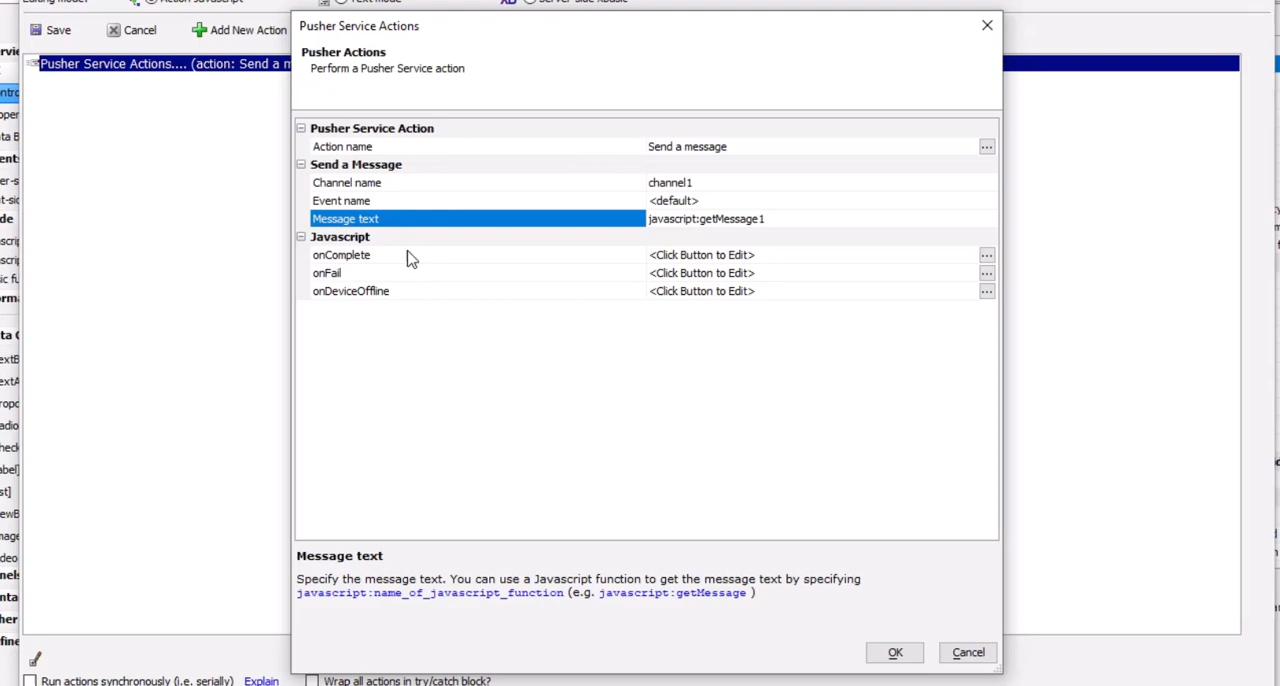 Pusher Service Actions
Pusher Actions
Perform a Pusher Service action
Save
Cancel
Add New Action
Pusher Service Actions.... (action: Send a m
Pusher Service Action
Action name Send a message ...
Send a Message
Channel name channel1
Event name <default>
Message text javascript:getMessage1
Javascript
onComplete <Click Button to Edit> ...
onFail <Click Button to Edit> ...
onDeviceOffline <Click Button to Edit> ...
Message text
Specify the message text. You can use a Javascript function to get the message text by specifying
javascript:name_of_javascript_function (e.g. javascript:getMessage )
OK Cancel
Run actions synchronously (i.e. serially) Explain Wrap all actions in try/catch block?